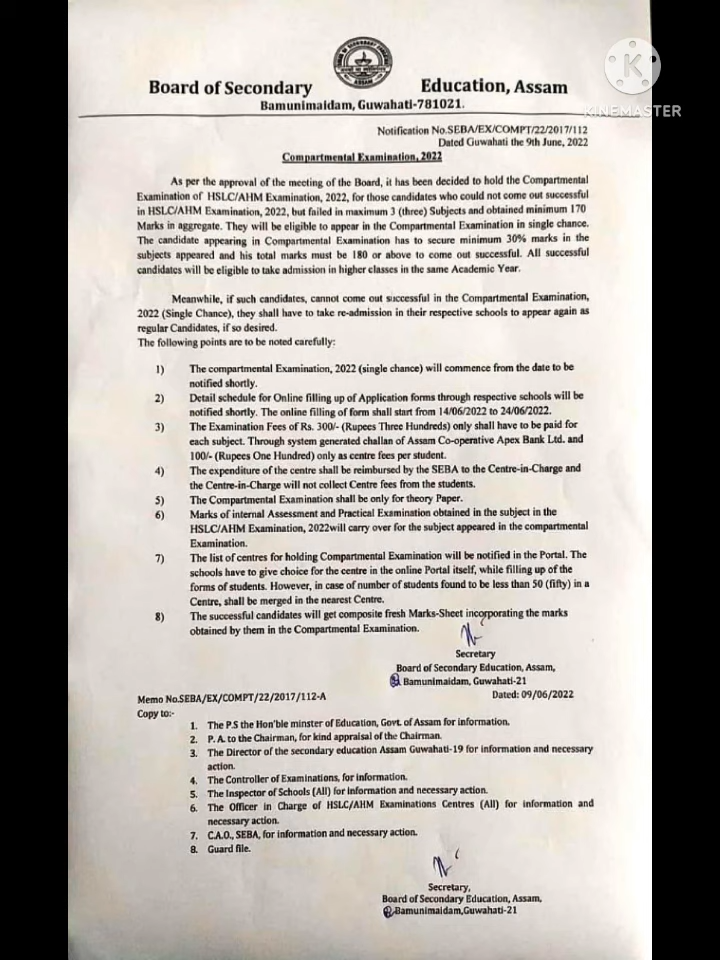 KINEMASTER
Board of Secondary Education, Assam
Bamunimaidam, Guwahati-781021.
Notification No.SEBA/EX/COMPT/22/2017/112
Dated Guwahati the 9th June, 2022
Compartmental Examination, 2022
As per the approval of the meeting of the Board, it has been decided to hold the Compartmental
Examination of HSLC/AHM Examination, 2022, for those candidates who could not come out successful
in HSLC/AHM Examination, 2022, but failed in maximum 3 (three) Subjects and obtained minimum 170
Marks in aggregate. They will be eligible to appear in the Compartmental Examination in single chance.
The candidate appearing in Compartmental Examination has to secure minimum 30% marks in the
subjects appeared and his total marks must be 180 or above to come out successful. All successful
candidates will be eligible to take admission in higher classes in the same Academic Year.
Meanwhile, if such candidates, cannot come out successful in the Compartmental Examination,
2022 (Single Chance), they shall have to take re-admission in their respective schools to appear again as
regular Candidates, if so desired.
The following points are to be noted carefully:
1) The compartmental Examination, 2022 (single chance) will commence from the date to be
notified shortly.
2) Detail schedule for Online filling up of Application forms through respective schools will be
notified shortly. The online filling of form shall start from 14/06/2022 to 24/06/2022.
3) The Examination Fees of Rs. 300/- (Rupees Three Hundreds) only shall have to be paid for
each subject. Through system generated challan of Assam Co-operative Apex Bank Ltd. and
100/- (Rupees One Hundred) only as centre fees per student.
4) The expenditure of the centre shall be reimbursed by the SEBA to the Centre-in-Charge and
the Centre-in-Charge will not collect Centre fees from the students.
5) The Compartmental Examination shall be only for theory Paper.
6) Marks of internal Assessment and Practical Examination obtained in the subject in the
HSLC/AHM Examination, 2022will carry over for the subject appeared in the compartmental
Examination.
7) The list of centres for holding Compartmental Examination will be notified in the Portal. The
schools have to give choice for the centre in the online Portal itself, while filling up of the
forms of students. However, in case of number of students found to be less than 50 (fifty) in a
Centre, shall be merged in the nearest Centre.
8) The successful candidates will get composite fresh Marks-Sheet incorporating the marks
obtained by them in the Compartmental Examination.
Secretary
Board of Secondary Education, Assam,
Bamunimaidam, Guwahati-21
Memo No.SEBA/EX/COMPT/22/2017/112-A Dated: 09/06/2022
Copy to:-
1. The P.S the Hon'ble minster of Education, Govt. of Assam for information.
2. P. A. to the Chairman, for kind appraisal of the Chairman.
3. The Director of the secondary education Assam Guwahati-19 for information and necessary
action.
4. The Controller of Examinations, for information.
5. The Inspector of Schools (All) for information and necessary action.
6. The Officer in Charge of HSLC/AHM Examinations Centres (All) for information and
necessary action.
7. C.A.O., SEBA, for information and necessary action.
8. Guard file.
Secretary,
Board of Secondary Education, Assam,
Bamunimaidam,Guwahati-21